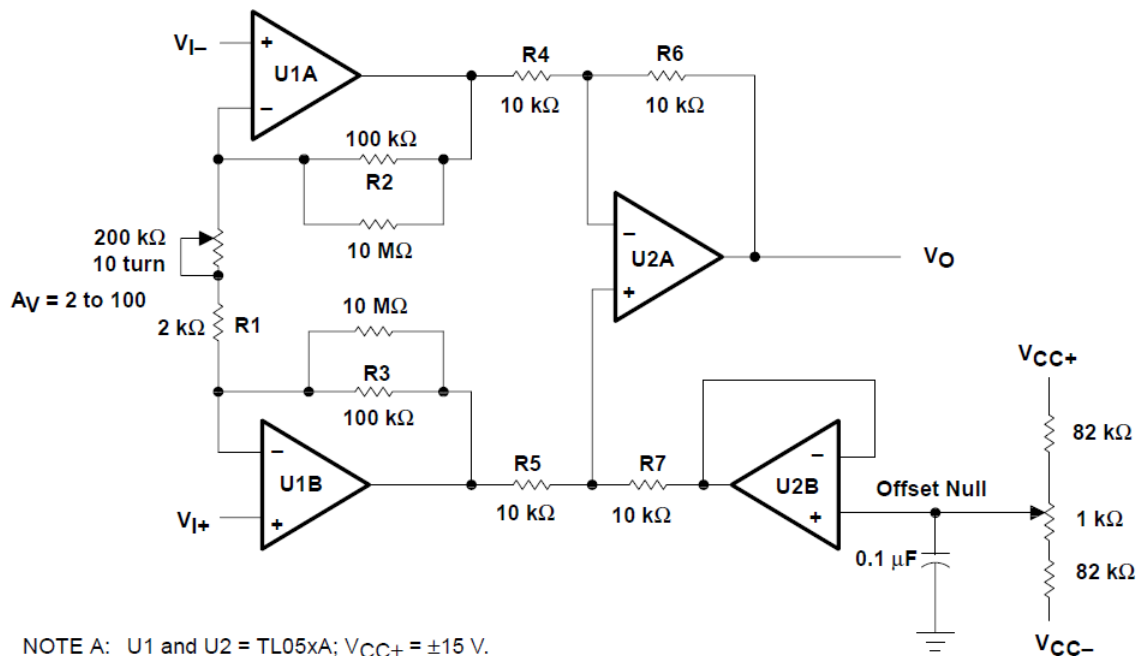 VI–
+
U1A
–
R4
10 kΩ
R6
10 kΩ
100 kΩ
R2
10 MΩ
200 kΩ
10 turn
AV = 2 to 100
2 kΩ
R1
–
U2A
+
VO
10 MΩ
R3
100 kΩ
–
U1B
+
VI+
R5
10 kΩ
R7
10 kΩ
–
U2B
+
Offset Null
0.1 μF
VCC+
82 kΩ
1 kΩ
82 kΩ
VCC–
NOTE A: U1 and U2 = TL05xA; VCC+ = ±15 V.